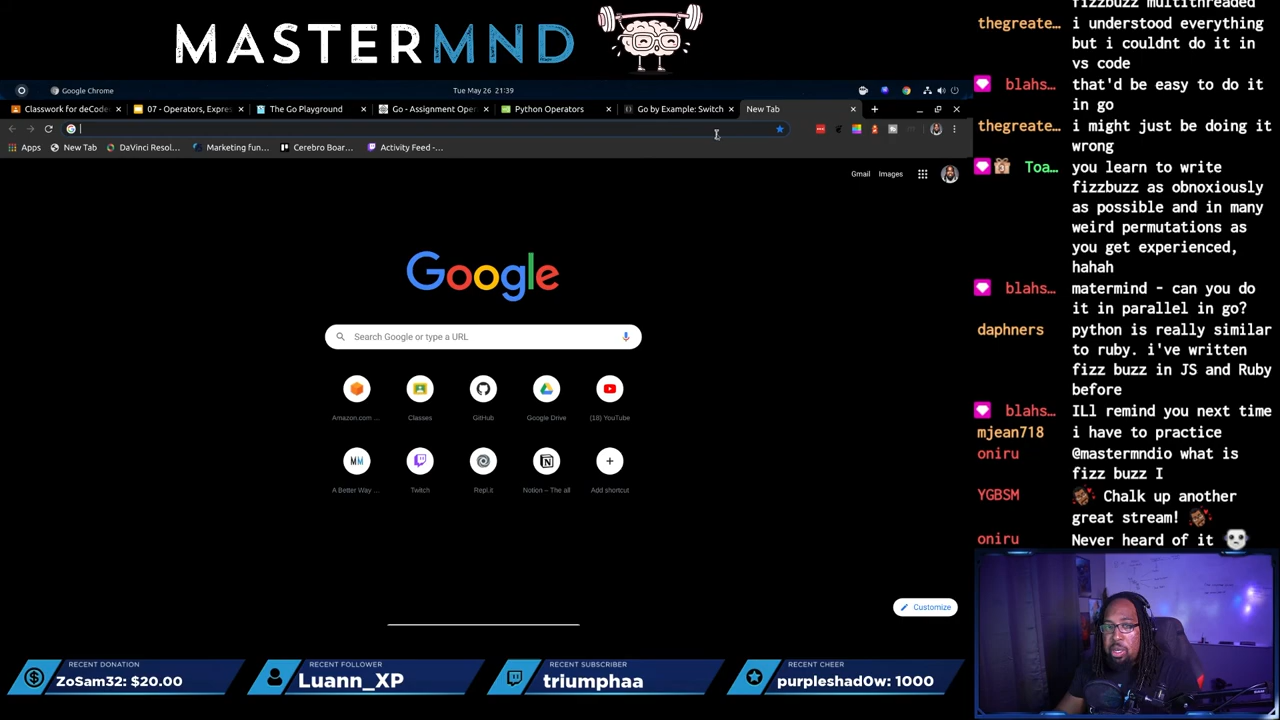 MASTERMND
Google Chrome
Tue May 26 21:39
Classwork for deCode
07 - Operators, Expre
The Go Playground
Go - Assignment Oper
Python Operators
Go by Example: Switch
New Tab
Apps
New Tab
DaVinci Resol...
Marketing fun...
Cerebro Boar...
Activity Feed -...
Gmail
Images
Google
Search Google or type a URL
Amazon.com ...
Classes
GitHub
Google Drive
(18) YouTube
MM
A Better Way ...
Twitch
Repl.it
Notion – The all
Add shortcut
Customize
fizzbuzz multithreaded
thegreate… i understood everything
but i couldnt do it in
vs code
blahs… that'd be easy to do it
in go
thegreate… i might just be doing it
wrong
Toa… you learn to write
fizzbuzz as obnoxiously
as possible and in many
weird permutations as
you get experienced,
hahah
blahs… matermind - can you do
it in parallel in go?
daphners python is really similar
to ruby. i've written
fizz buzz in JS and Ruby
before
blahs… ILl remind you next time
mjean718 i have to practice
oniru @mastermndio what is
fizz buzz I
YGBSM Chalk up another
great stream!
oniru Never heard of it
RECENT DONATION
ZoSam32: $20.00
RECENT FOLLOWER
Luann_XP
RECENT SUBSCRIBER
triumphaa
RECENT CHEER
purpleshad0w: 1000